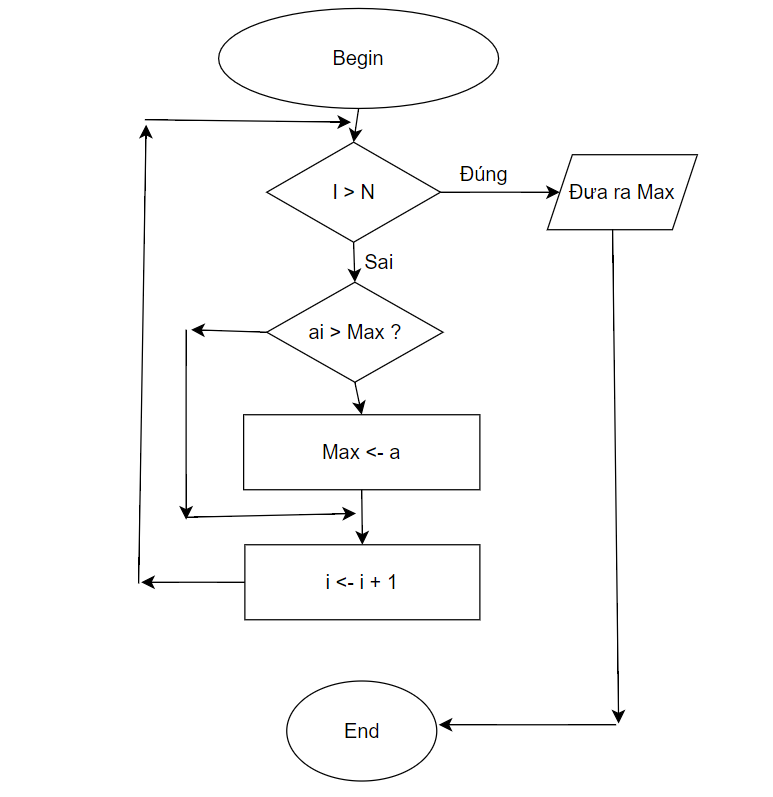 Begin
I > N
Đúng
Đưa ra Max
Sai
ai > Max ?
Max <- a
i <- i + 1
End